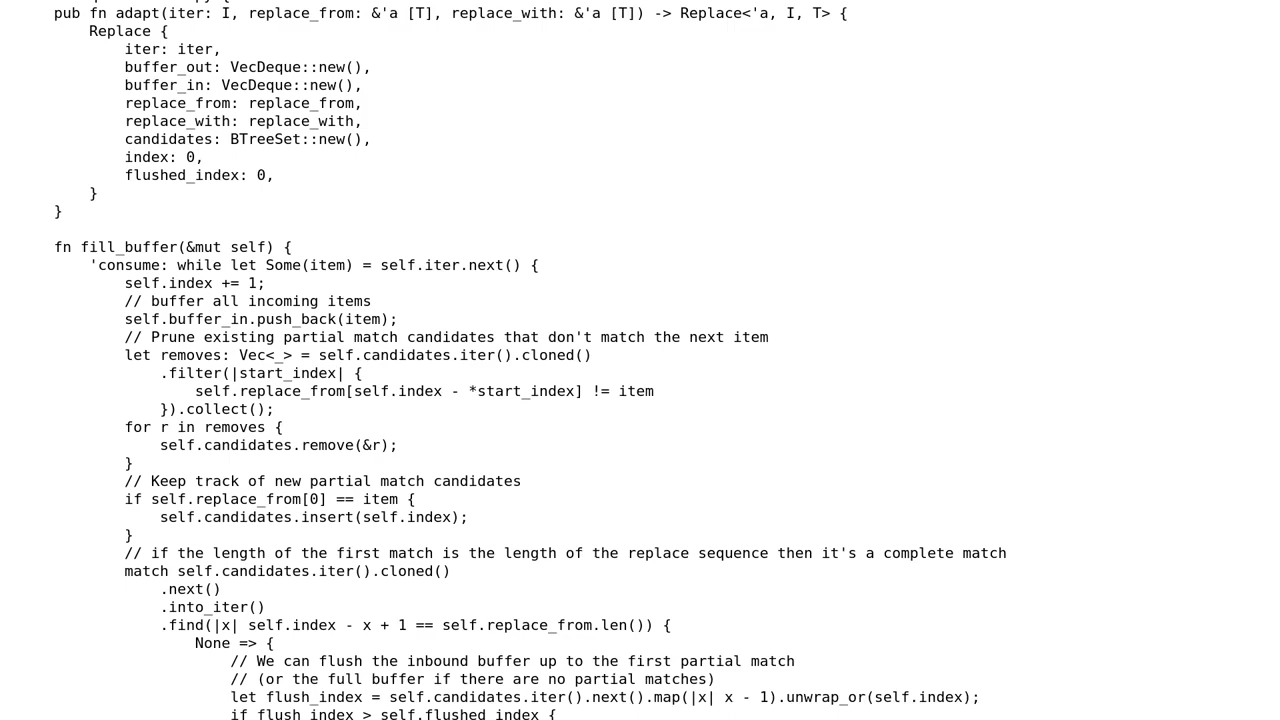 pub fn adapt(iter: I, replace_from: &'a [T], replace_with: &'a [T]) -> Replace<'a, I, T> {
Replace {
iter: iter,
buffer_out: VecDeque::new(),
buffer_in: VecDeque::new(),
replace_from: replace_from,
replace_with: replace_with,
candidates: BTreeSet::new(),
index: 0,
flushed_index: 0,
}
}
fn fill_buffer(&mut self) {
'consume: while let Some(item) = self.iter.next() {
self.index += 1;
// buffer all incoming items
self.buffer_in.push_back(item);
// Prune existing partial match candidates that don't match the next item
let removes: Vec<_> = self.candidates.iter().cloned()
.filter(|start_index| {
self.replace_from[self.index - *start_index] != item
}).collect();
for r in removes {
self.candidates.remove(&r);
}
// Keep track of new partial match candidates
if self.replace_from[0] == item {
self.candidates.insert(self.index);
}
// if the length of the first match is the length of the replace sequence then it's a complete match
match self.candidates.iter().cloned()
.next()
.into_iter()
.find(|x| self.index - x + 1 == self.replace_from.len()) {
None => {
// We can flush the inbound buffer up to the first partial match
// (or the full buffer if there are no partial matches)
let flush_index = self.candidates.iter().next().map(|x| x - 1).unwrap_or(self.index);
if flush_index > self.flushed_index {